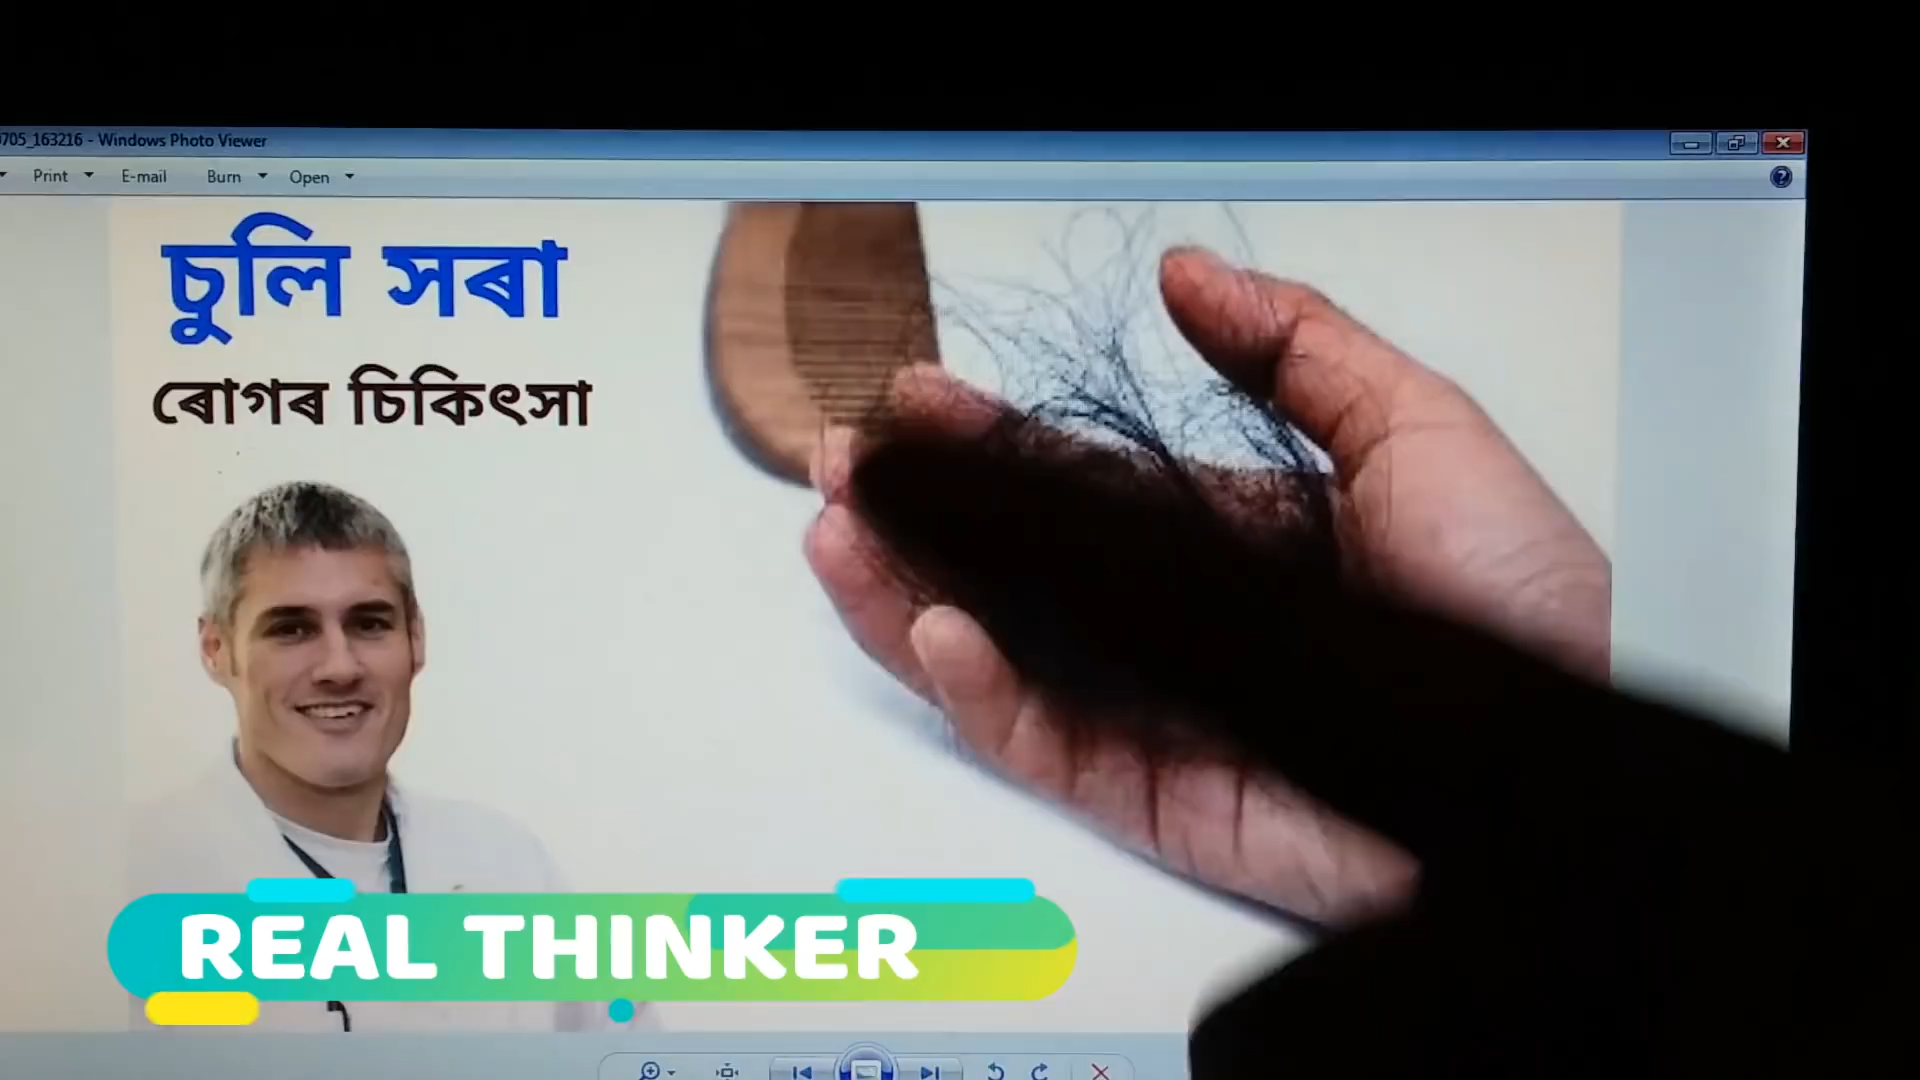 705_163216 - Windows Photo Viewer
Print E-mail Burn Open
চুলি সৰা
ৰোগৰ চিকিৎসা
REAL THINKER